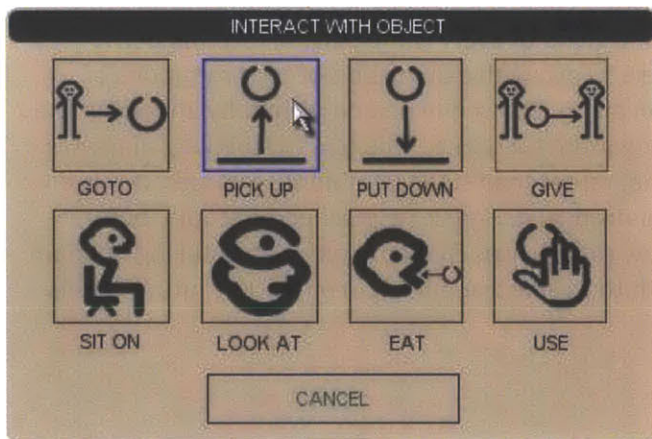 INTERACT WITH OBJECT
GOTO PICK UP PUT DOWN GIVE
SIT ON LOOK AT EAT USE
CANCEL